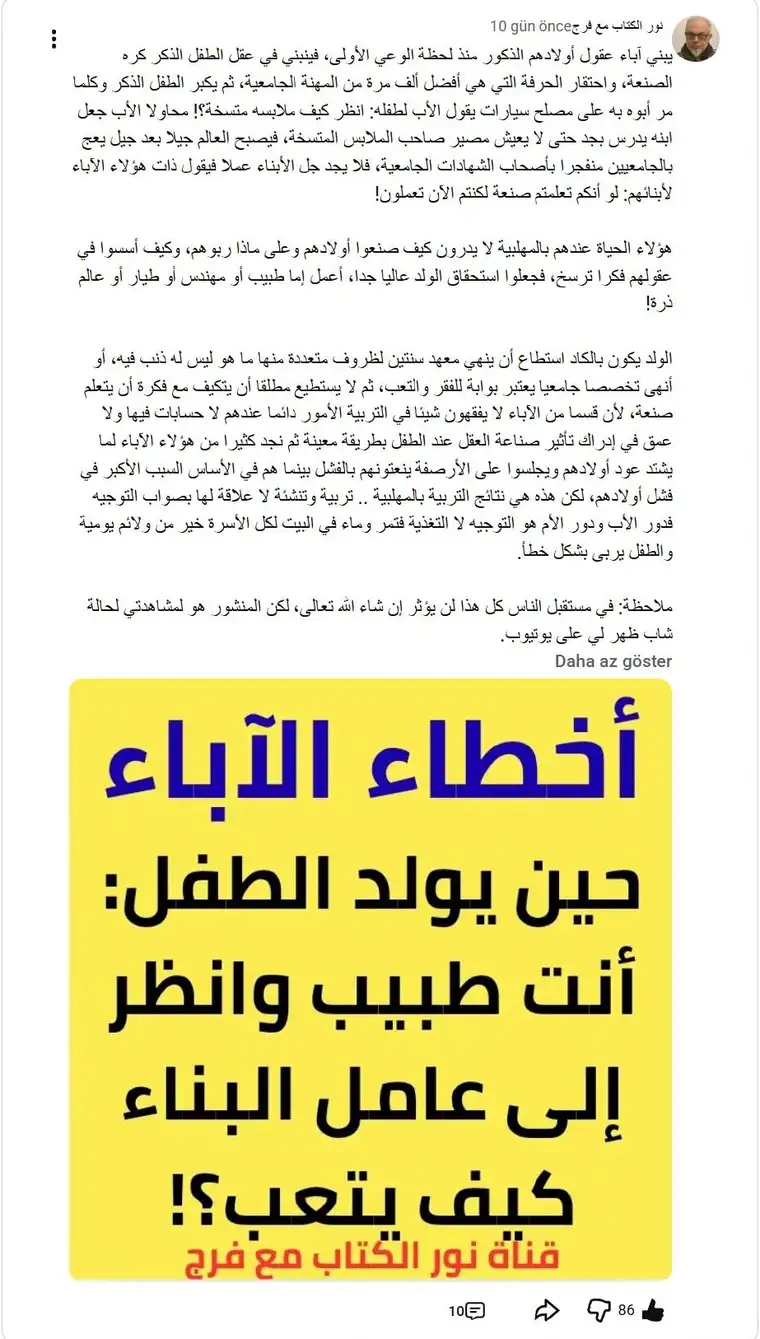 نور الكتاب مع فرج 10 gün önce
يبني آباء عقول أولادهم الذكور منذ لحظة الوعي الأولى، فينبني في عقل الطفل الذكر كره
الصنعة، واحتقار الحرفة التي هي أفضل ألف مرة من المهنة الجامعية، ثم يكبر الطفل الذكر وكلما
مر أبوه به على مصلح سيارات يقول الأب لطفله: انظر كيف ملابسه متسخة؟! محاولا الأب جعل
ابنه يدرس بجد حتى لا يعيش مصير صاحب الملابس المتسخة، فيصبح العالم جيلا بعد جيل يعج
بالجامعيين منفجرا بأصحاب الشهادات الجامعية، فلا يجد جل الأبناء عملا فيقول ذات هؤلاء الآباء
لأبنائهم: لو أنكم تعلمتم صنعة لكنتم الآن تعملون!
هؤلاء الحياة عندهم بالمهلبية لا يدرون كيف صنعوا أولادهم وعلى ماذا ربوهم، وكيف أسسوا في
عقولهم فكرا ترسخ، فجعلوا استحقاق الولد عاليا جدا، أعمل إما طبيب أو مهندس أو طيار أو عالم
ذرة!
الولد يكون بالكاد استطاع أن ينهي معهد سنتين لظروف متعددة منها ما هو ليس له ذنب فيه، أو
أنهى تخصصا جامعيا يعتبر بوابة للفقر والتعب، ثم لا يستطيع مطلقا أن يتكيف مع فكرة أن يتعلم
صنعة، لأن قسما من الآباء لا يفقهون شيئا في التربية الأمور دائما عندهم لا حسابات فيها ولا
عمق في إدراك تأثير صناعة العقل عند الطفل بطريقة معينة ثم نجد كثيرا من هؤلاء الآباء لما
يشتد عود أولادهم ويجلسوا على الأرصفة ينعتونهم بالفشل بينما هم في الأساس السبب الأكبر في
فشل أولادهم، لكن هذه هي نتائج التربية بالمهلبية .. تربية وتنشئة لا علاقة لها بصواب التوجيه
فدور الأب ودور الأم هو التوجيه لا التغذية فتمر وماء في البيت لكل الأسرة خير من ولائم يومية
والطفل يربى بشكل خطأ.
ملاحظة: في مستقبل الناس كل هذا لن يؤثر إن شاء الله تعالى، لكن المنشور هو لمشاهدتي لحالة
شاب ظهر لي على يوتيوب.
Daha az göster
أخطاء الآباء
حين يولد الطفل:
أنت طبيب وانظر
إلى عامل البناء
كيف يتعب؟!
قناة نور الكتاب مع فرج
86 10